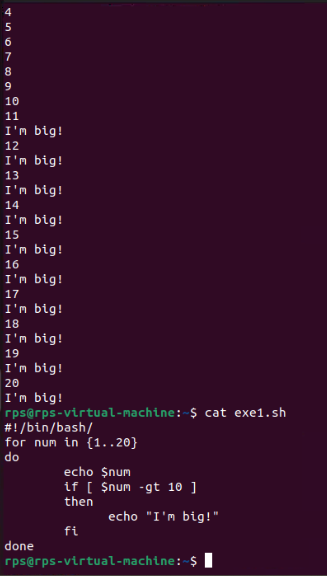 4
5
6
7
8
9
10
11
I'm big!
12
I'm big!
13
I'm big!
14
I'm big!
15
I'm big!
16
I'm big!
17
I'm big!
18
I'm big!
19
I'm big!
20
I'm big!
rps@rps-virtual-machine:~$ cat exe1.sh
#!/bin/bash/
for num in {1..20}
do
        echo $num
        if [ $num -gt 10 ]
        then
              echo "I'm big!"
        fi
done
rps@rps-virtual-machine:~$